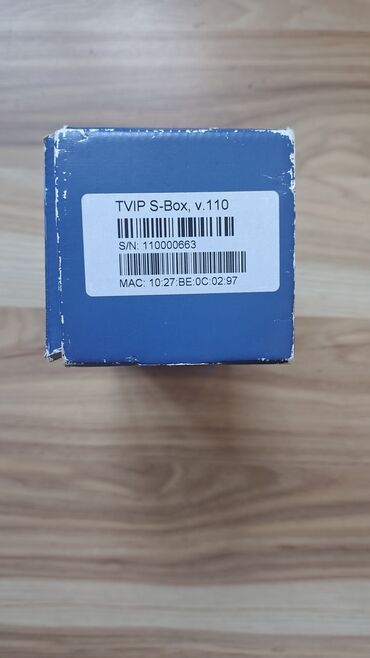 TVIP S-Box, v.110
S/N: 110000663
MAC: 10:27:BE:0C:02:97